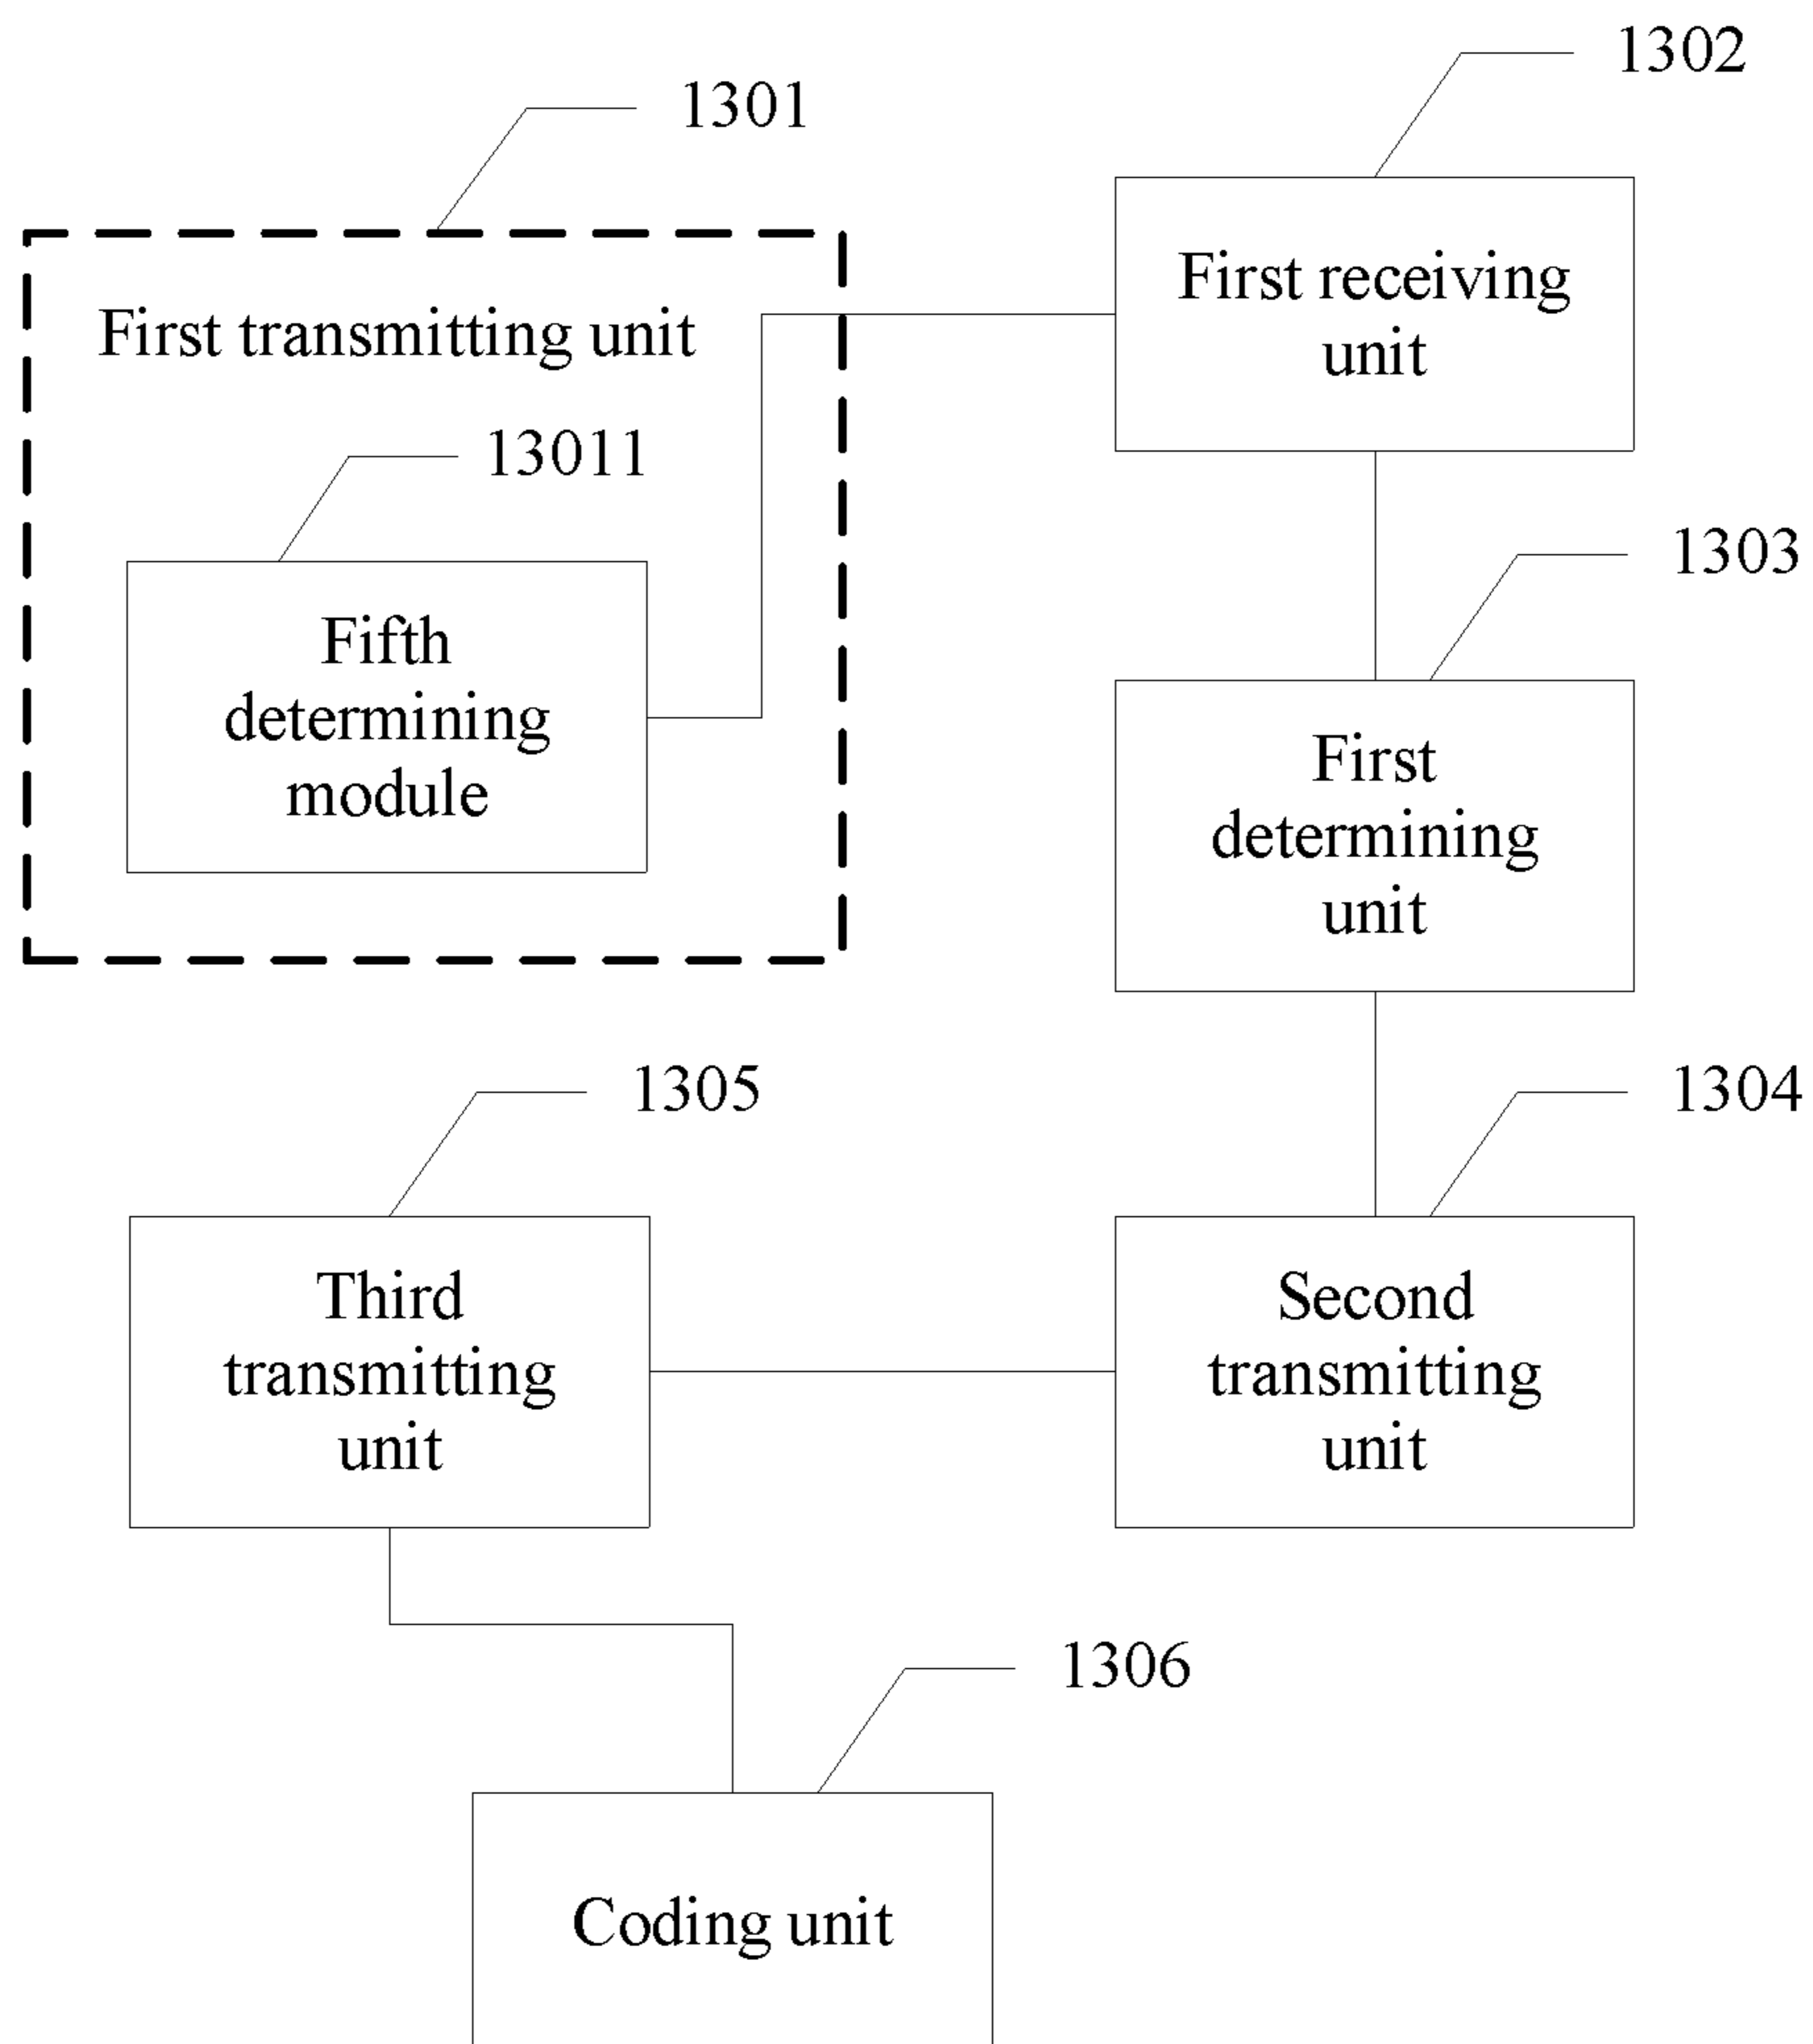 1302
1301
First receiving
unit
First transmitting unit
13011
1303
Fifth
determining
module
First
determining
unit
1305
1304
Third
transmitting
unit
Second
transmitting
unit
1306
Coding unit